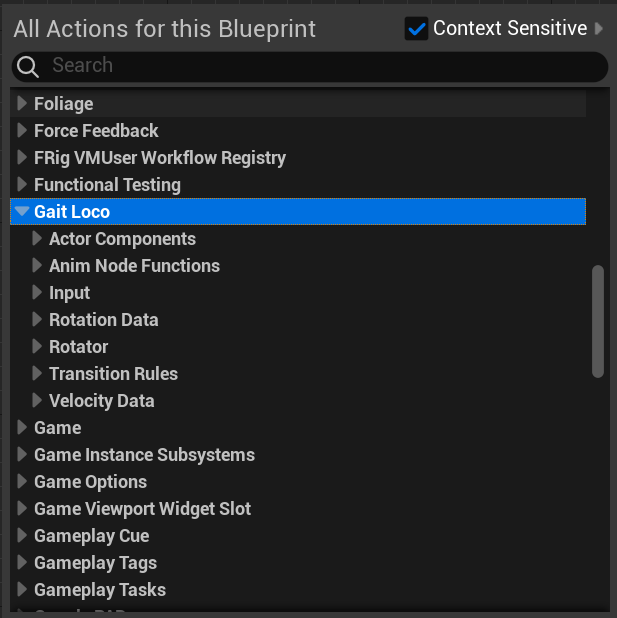 All Actions for this Blueprint Context Sensitive
Search
Foliage
Force Feedback
FRig VMUser Workflow Registry
Functional Testing
Gait Loco
Actor Components
Anim Node Functions
Input
Rotation Data
Rotator
Transition Rules
Velocity Data
Game
Game Instance Subsystems
Game Options
Game Viewport Widget Slot
Gameplay Cue
Gameplay Tags
Gameplay Tasks